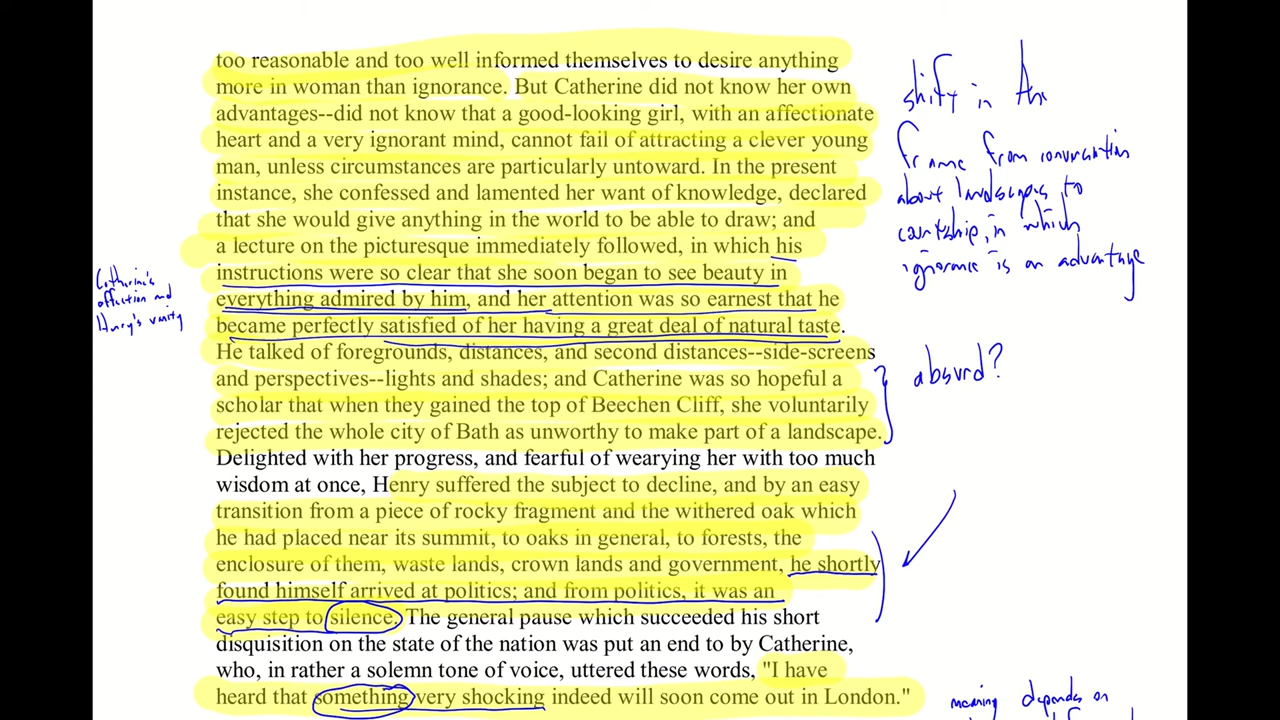 too reasonable and too well informed themselves to desire anything
more in woman than ignorance. But Catherine did not know her own
advantages--did not know that a good-looking girl, with an affectionate
heart and a very ignorant mind, cannot fail of attracting a clever young
man, unless circumstances are particularly untoward. In the present
instance, she confessed and lamented her want of knowledge, declared
that she would give anything in the world to be able to draw; and
a lecture on the picturesque immediately followed, in which his
instructions were so clear that she soon began to see beauty in
everything admired by him, and her attention was so earnest that he
became perfectly satisfied of her having a great deal of natural taste.
He talked of foregrounds, distances, and second distances--side-screens
and perspectives--lights and shades; and Catherine was so hopeful a
scholar that when they gained the top of Beechen Cliff, she voluntarily
rejected the whole city of Bath as unworthy to make part of a landscape.
Delighted with her progress, and fearful of wearying her with too much
wisdom at once, Henry suffered the subject to decline, and by an easy
transition from a piece of rocky fragment and the withered oak which
he had placed near its summit, to oaks in general, to forests, the
enclosure of them, waste lands, crown lands and government, he shortly
found himself arrived at politics; and from politics, it was an
easy step to silence. The general pause which succeeded his short
disquisition on the state of the nation was put an end to by Catherine,
who, in rather a solemn tone of voice, uttered these words, "I have
heard that something very shocking indeed will soon come out in London."
shift in the
frame from conversation
about landscapes to
courtship, in which
ignorance is an advantage
Catherine's
affection and
Henry's vanity
absurd?
meaning depends on